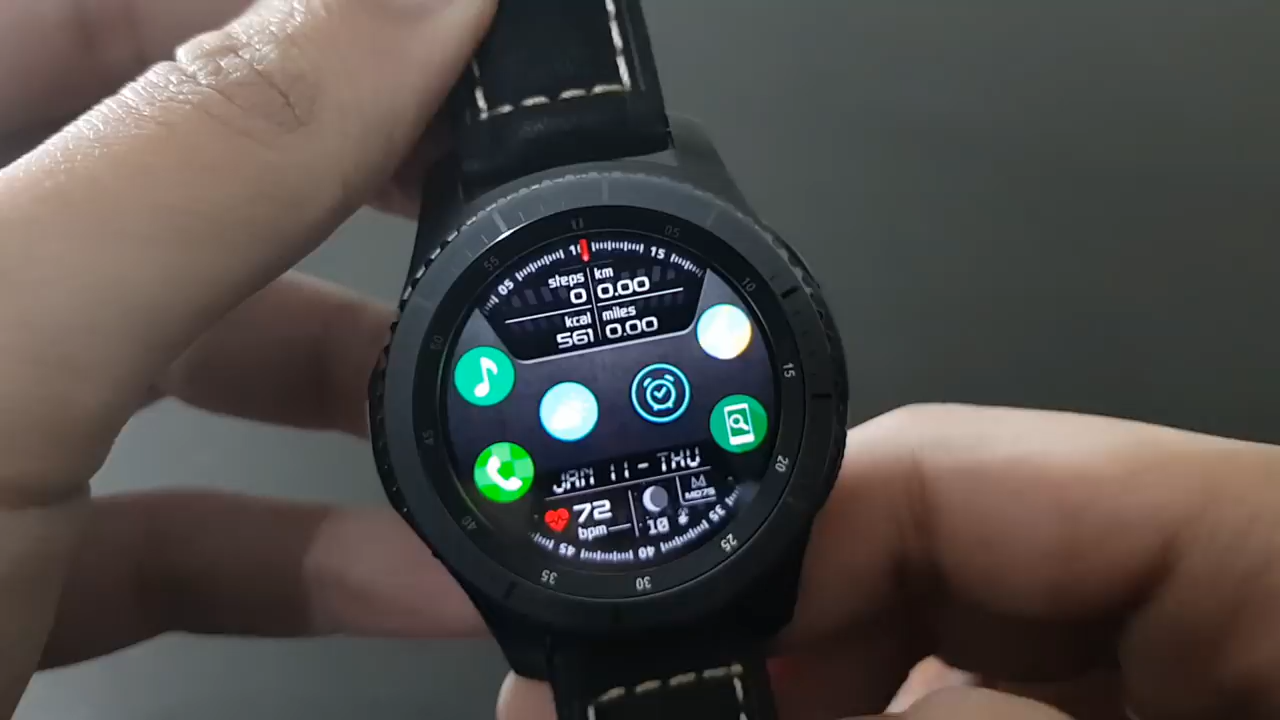 05 10 15
steps 0
km 0.00
kcal 561
miles 0.00
JAN 11 - THU
72 bpm
10
MD75
45 40 35
05
10
15
20
25
30
35
40
45
50
55